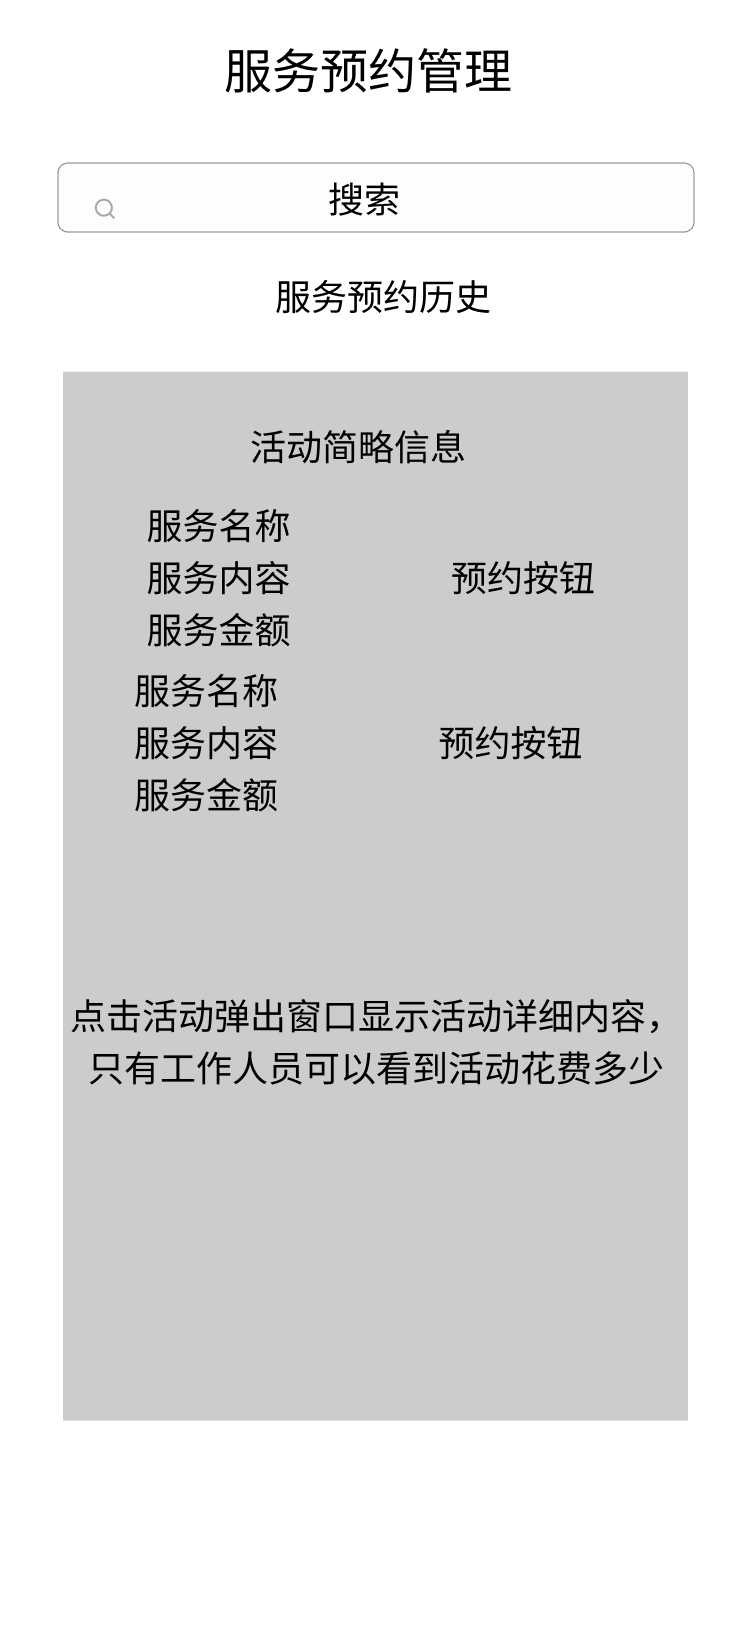 服务预约管理
搜索
服务预约历史
活动简略信息
服务名称
服务内容
预约按钮
服务金额
服务名称
服务内容
预约按钮
服务金额
点击活动弹出窗口显示活动详细内容，
只有工作人员可以看到活动花费多少